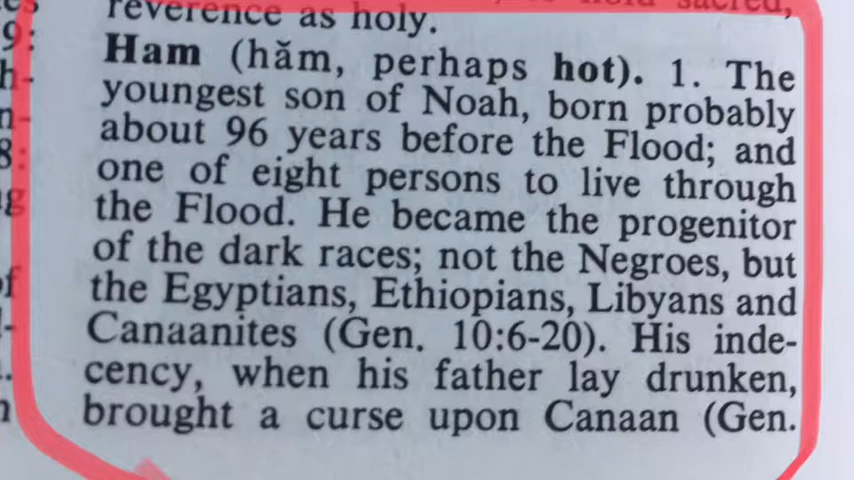 reverence as holy.
9: Ham (hăm, perhaps hot). 1. The
youngest son of Noah, born probably
about 96 years before the Flood; and
8: one of eight persons to live through
the Flood. He became the progenitor
of the dark races; not the Negroes, but
the Egyptians, Ethiopians, Libyans and
Canaanites (Gen. 10:6-20). His inde-
cency, when his father lay drunken,
brought a curse upon Canaan (Gen.